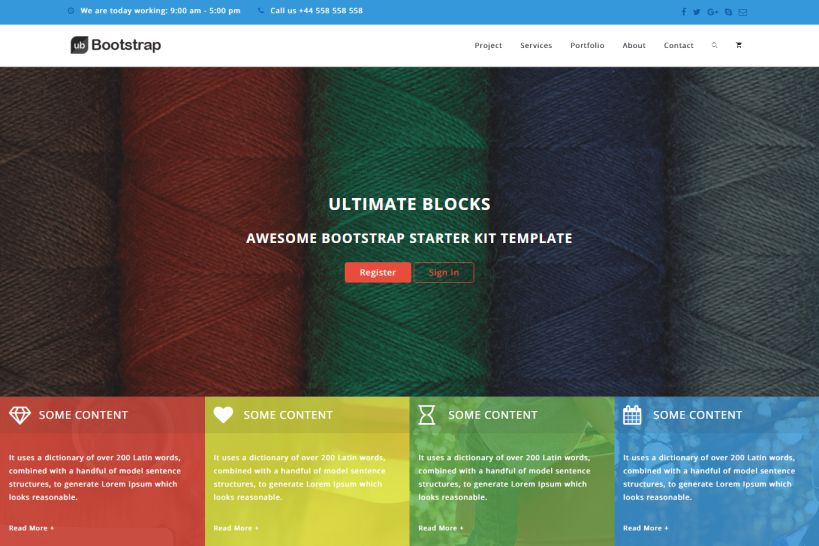 We are today working: 9:00 am - 5:00 pm
Call us +44 558 558 558
ub Bootstrap
Project Services Portfolio About Contact
ULTIMATE BLOCKS
AWESOME BOOTSTRAP STARTER KIT TEMPLATE
Register Sign in
SOME CONTENT
It uses a dictionary of over 200 Latin words,
combined with a handful of model sentence
structures, to generate Lorem Ipsum which
looks reasonable.
Read More +
SOME CONTENT
It uses a dictionary of over 200 Latin words,
combined with a handful of model sentence
structures, to generate Lorem Ipsum which
looks reasonable.
Read More +
SOME CONTENT
It uses a dictionary of over 200 Latin words,
combined with a handful of model sentence
structures, to generate Lorem Ipsum which
looks reasonable.
Read More +
SOME CONTENT
It uses a dictionary of over 200 Latin words,
combined with a handful of model sentence
structures, to generate Lorem Ipsum which
looks reasonable.
Read More +